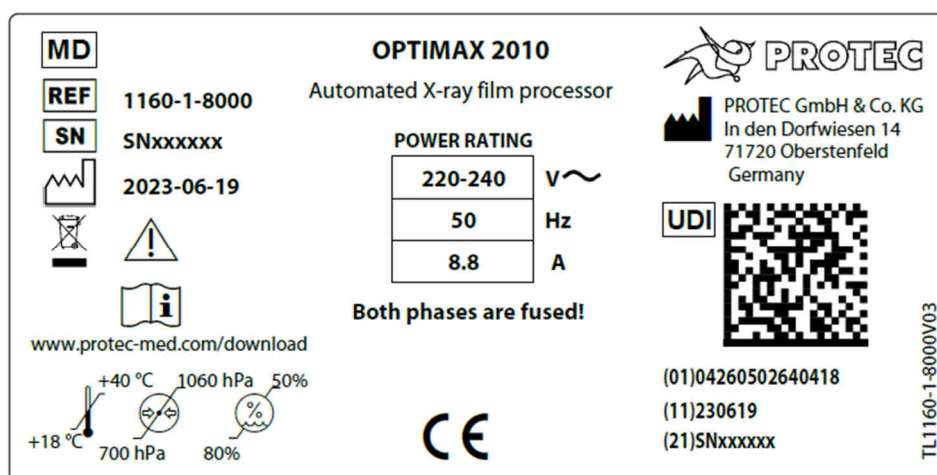 MD
REF 1160-1-8000
SN SNxxxxxx
2023-06-19
i
www.protec-med.com/download
+40 °C
+18 °C
1060 hPa
700 hPa
50%
%
80%
OPTIMAX 2010
Automated X-ray film processor
POWER RATING
220-240 V~
50 Hz
8.8 A
Both phases are fused!
CE
PROTEC
PROTEC GmbH & Co. KG
In den Dorfwiesen 14
71720 Oberstenfeld
Germany
UDI
(01)04260502640418
(11)230619
(21)SNxxxxxx
TL1160-1-8000V03